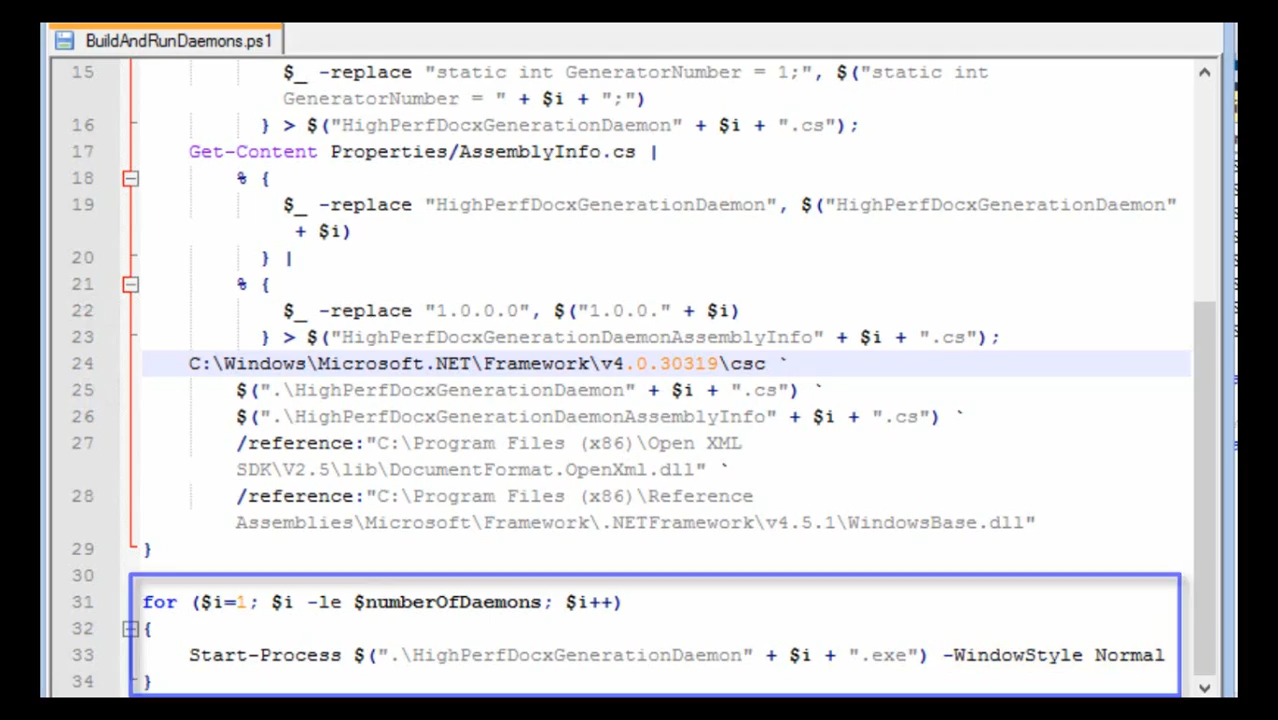 BuildAndRunDaemons.ps1
15 $_ -replace "static int GeneratorNumber = 1;", $("static int
GeneratorNumber = " + $i + ";")
16 } > $("HighPerfDocxGenerationDaemon" + $i + ".cs");
17 Get-Content Properties/AssemblyInfo.cs |
18 % {
19 $_ -replace "HighPerfDocxGenerationDaemon", $("HighPerfDocxGenerationDaemon"
+ $i)
20 } |
21 % {
22 $_ -replace "1.0.0.0", $("1.0.0." + $i)
23 } > $("HighPerfDocxGenerationDaemonAssemblyInfo" + $i + ".cs");
24 C:\Windows\Microsoft.NET\Framework\v4.0.30319\csc `
25 $(".\HighPerfDocxGenerationDaemon" + $i + ".cs") `
26 $(".\HighPerfDocxGenerationDaemonAssemblyInfo" + $i + ".cs") `
27 /reference:"C:\Program Files (x86)\Open XML
SDK\V2.5\lib\DocumentFormat.OpenXml.dll" `
28 /reference:"C:\Program Files (x86)\Reference
Assemblies\Microsoft\Framework\.NETFramework\v4.5.1\WindowsBase.dll"
29 }
30
31 for ($i=1; $i -le $numberOfDaemons; $i++)
32 {
33 Start-Process $(".\HighPerfDocxGenerationDaemon" + $i + ".exe") -WindowStyle Normal
34 }